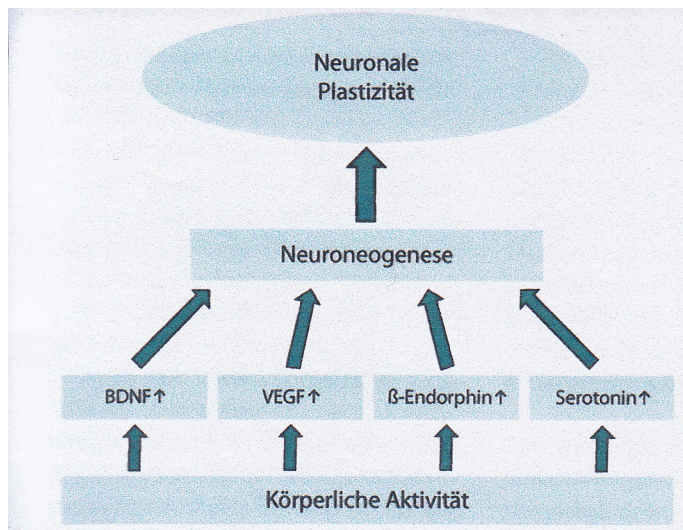 Neuronale
Plastizität
Neuroneogenese
BDNF↑
VEGF↑
ß-Endorphin↑
Serotonin↑
Körperliche Aktivität